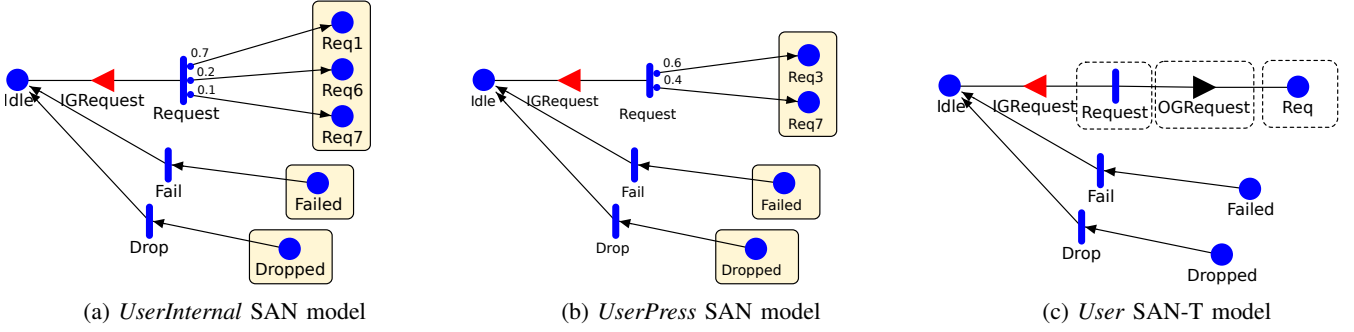 0.7
0.2
0.1
Req1
Req6
Req7
Idle
IGRequest
Request
Fail
Failed
Drop
Dropped
(a) UserInternal SAN model
0.6
0.4
Req3
Req7
Idle
IGRequest
Request
Fail
Failed
Drop
Dropped
(b) UserPress SAN model
Idle
IGRequest
Request
OGRequest
Req
Fail
Failed
Drop
Dropped
(c) User SAN-T model